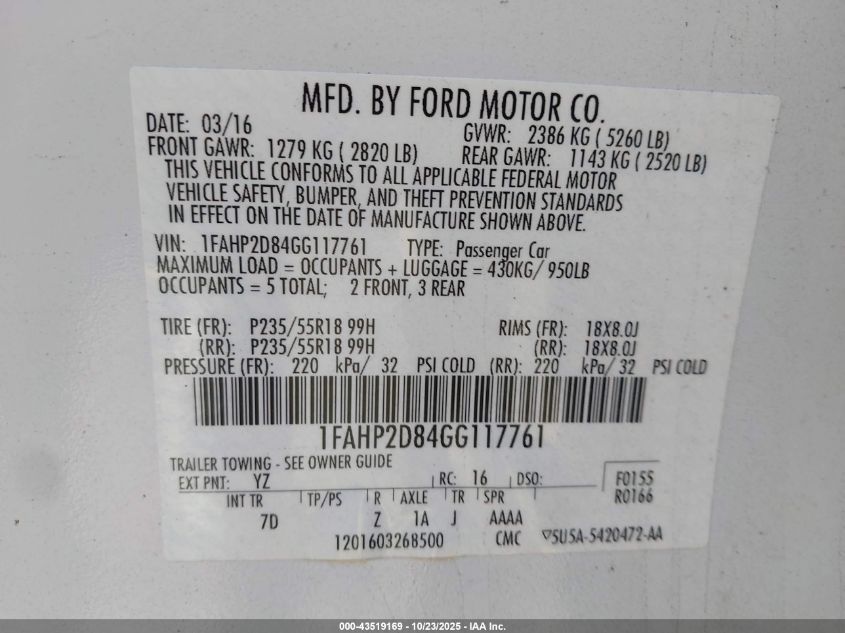 MFD. BY FORD MOTOR CO.
DATE: 03/16 GVWR: 2386 KG ( 5260 LB)
FRONT GAWR: 1279 KG ( 2820 LB) REAR GAWR: 1143 KG ( 2520 LB)
THIS VEHICLE CONFORMS TO ALL APPLICABLE FEDERAL MOTOR
VEHICLE SAFETY, BUMPER, AND THEFT PREVENTION STANDARDS
IN EFFECT ON THE DATE OF MANUFACTURE SHOWN ABOVE.
VIN: 1FAHP2D84GG117761 TYPE: Passenger Car
MAXIMUM LOAD = OCCUPANTS + LUGGAGE = 430KG/ 950LB
OCCUPANTS = 5 TOTAL; 2 FRONT, 3 REAR
TIRE (FR): P235/55R18 99H RIMS (FR): 18X8.0J
(RR): P235/55R18 99H (RR): 18X8.0J
PRESSURE (FR): 220 kPa/ 32 PSI COLD (RR): 220 kPa/ 32 PSI COLD
1FAHP2D84GG117761
TRAILER TOWING - SEE OWNER GUIDE
EXT PNT: YZ RC: 16 DSO: F0155
INT TR TP/PS R AXLE TR SPR R0166
7D Z 1A J AAAA
1201603268500 CMC ▽5U5A-5420472-AA
000-43519169 - 10/23/2025 - IAA Inc.